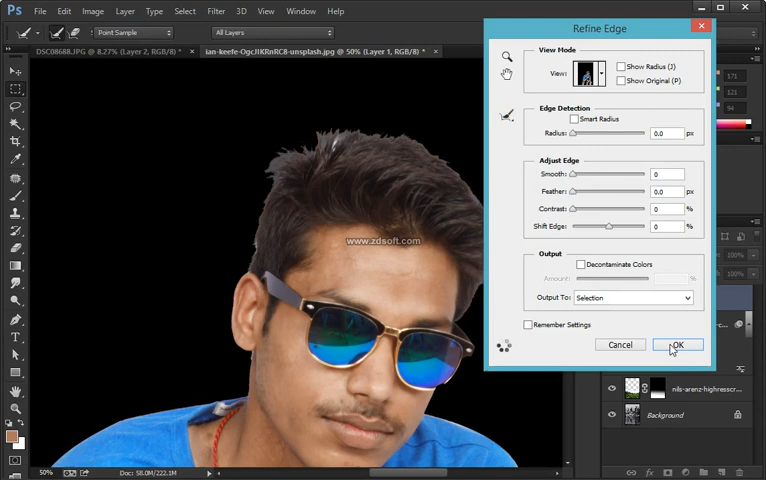 Ps File Edit Image Layer Type Select Filter 3D View Window Help
Point Sample All Layers
DSC08688.JPG @ 8.27% (Layer 2, RGB/8) * × ian-keefe-OgcJIKRnRC8-unsplash.jpg @ 50% (Layer 1, RGB/8) * ×
Refine Edge
View Mode
View:
Show Radius (J)
Show Original (P)
Edge Detection
Smart Radius
Radius: 0.0 px
Adjust Edge
Smooth: 0
Feather: 0.0 px
Contrast: 0 %
Shift Edge: 0 %
Output
Decontaminate Colors
Amount: %
Output To: Selection
Remember Settings
Cancel OK
171
121
94
100%
100%
www.zdsoft.com
nils-arenz-highresscr...
Background
50% Doc: 58.0M/222.1M